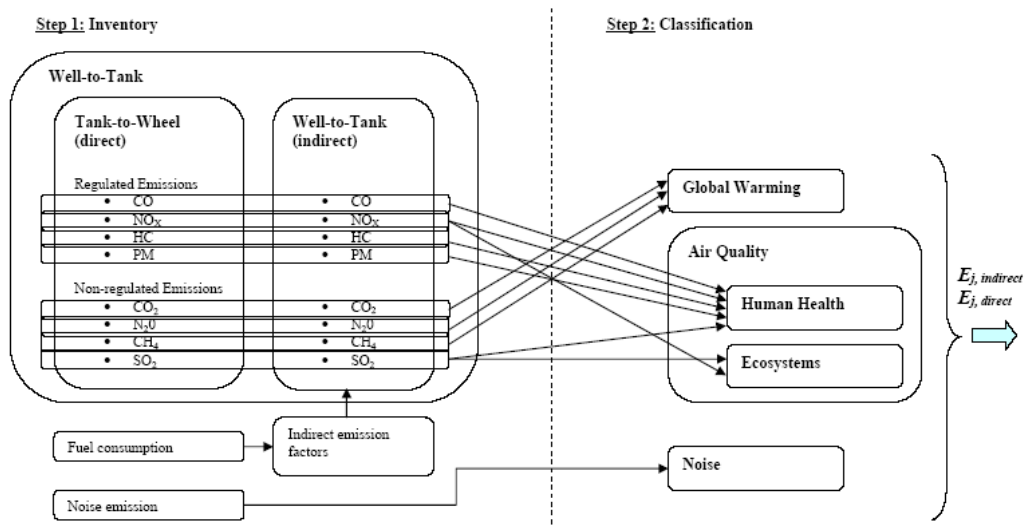 Step 1: Inventory
Step 2: Classification
Well-to-Tank
Tank-to-Wheel
(direct)
Well-to-Tank
(indirect)
Regulated Emissions
• CO • CO
• NOX • NOX
• HC • HC
• PM • PM
Non-regulated Emissions
• CO2 • CO2
• N20 • N20
• CH4 • CH4
• SO2 • SO2
Fuel consumption
Indirect emission
factors
Noise emission
Global Warming
Air Quality
Human Health
Ecosystems
Noise
Ej, indirect
Ej, direct